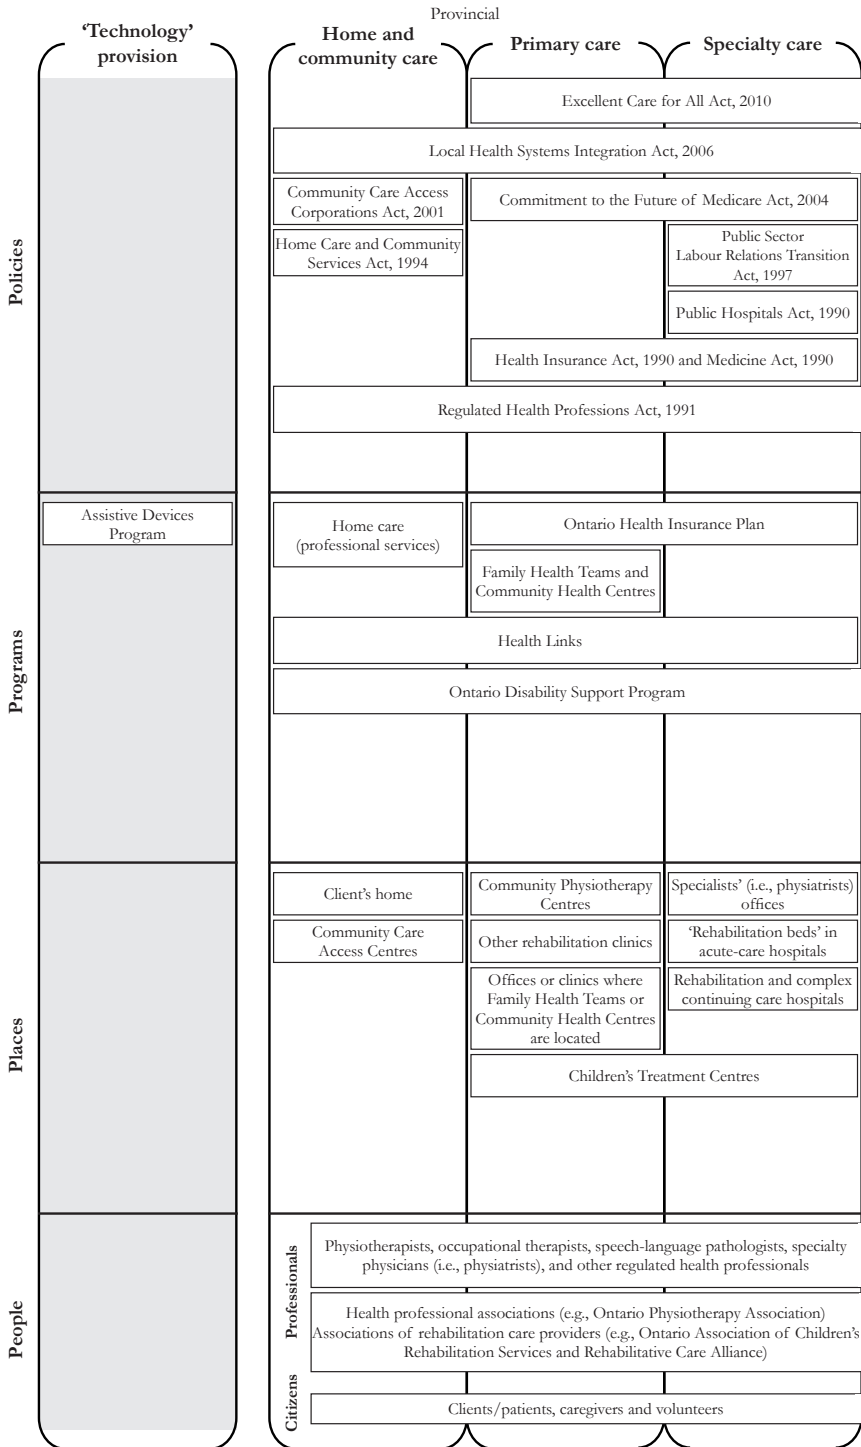 Provincial
‘Technology’
provision
Home and
community care
Primary care
Specialty care
Policies
Excellent Care for All Act, 2010
Local Health Systems Integration Act, 2006
Community Care Access
Corporations Act, 2001
Commitment to the Future of Medicare Act, 2004
Home Care and Community
Services Act, 1994
Public Sector
Labour Relations Transition
Act, 1997
Public Hospitals Act, 1990
Health Insurance Act, 1990 and Medicine Act, 1990
Regulated Health Professions Act, 1991
Programs
Assistive Devices
Program
Home care
(professional services)
Ontario Health Insurance Plan
Family Health Teams and
Community Health Centres
Health Links
Ontario Disability Support Program
Places
Client’s home
Community Physiotherapy
Centres
Specialists’ (i.e., physiatrists)
offices
Community Care
Access Centres
Other rehabilitation clinics
‘Rehabilitation beds’ in
acute-care hospitals
Offices or clinics where
Family Health Teams or
Community Health Centres
are located
Rehabilitation and complex
continuing care hospitals
Children’s Treatment Centres
People
Professionals
Physiotherapists, occupational therapists, speech-language pathologists, specialty
physicians (i.e., physiatrists), and other regulated health professionals
Health professional associations (e.g., Ontario Physiotherapy Association)
Associations of rehabilitation care providers (e.g., Ontario Association of Children’s
Rehabilitation Services and Rehabilitative Care Alliance)
Citizens
Clients/patients, caregivers and volunteers